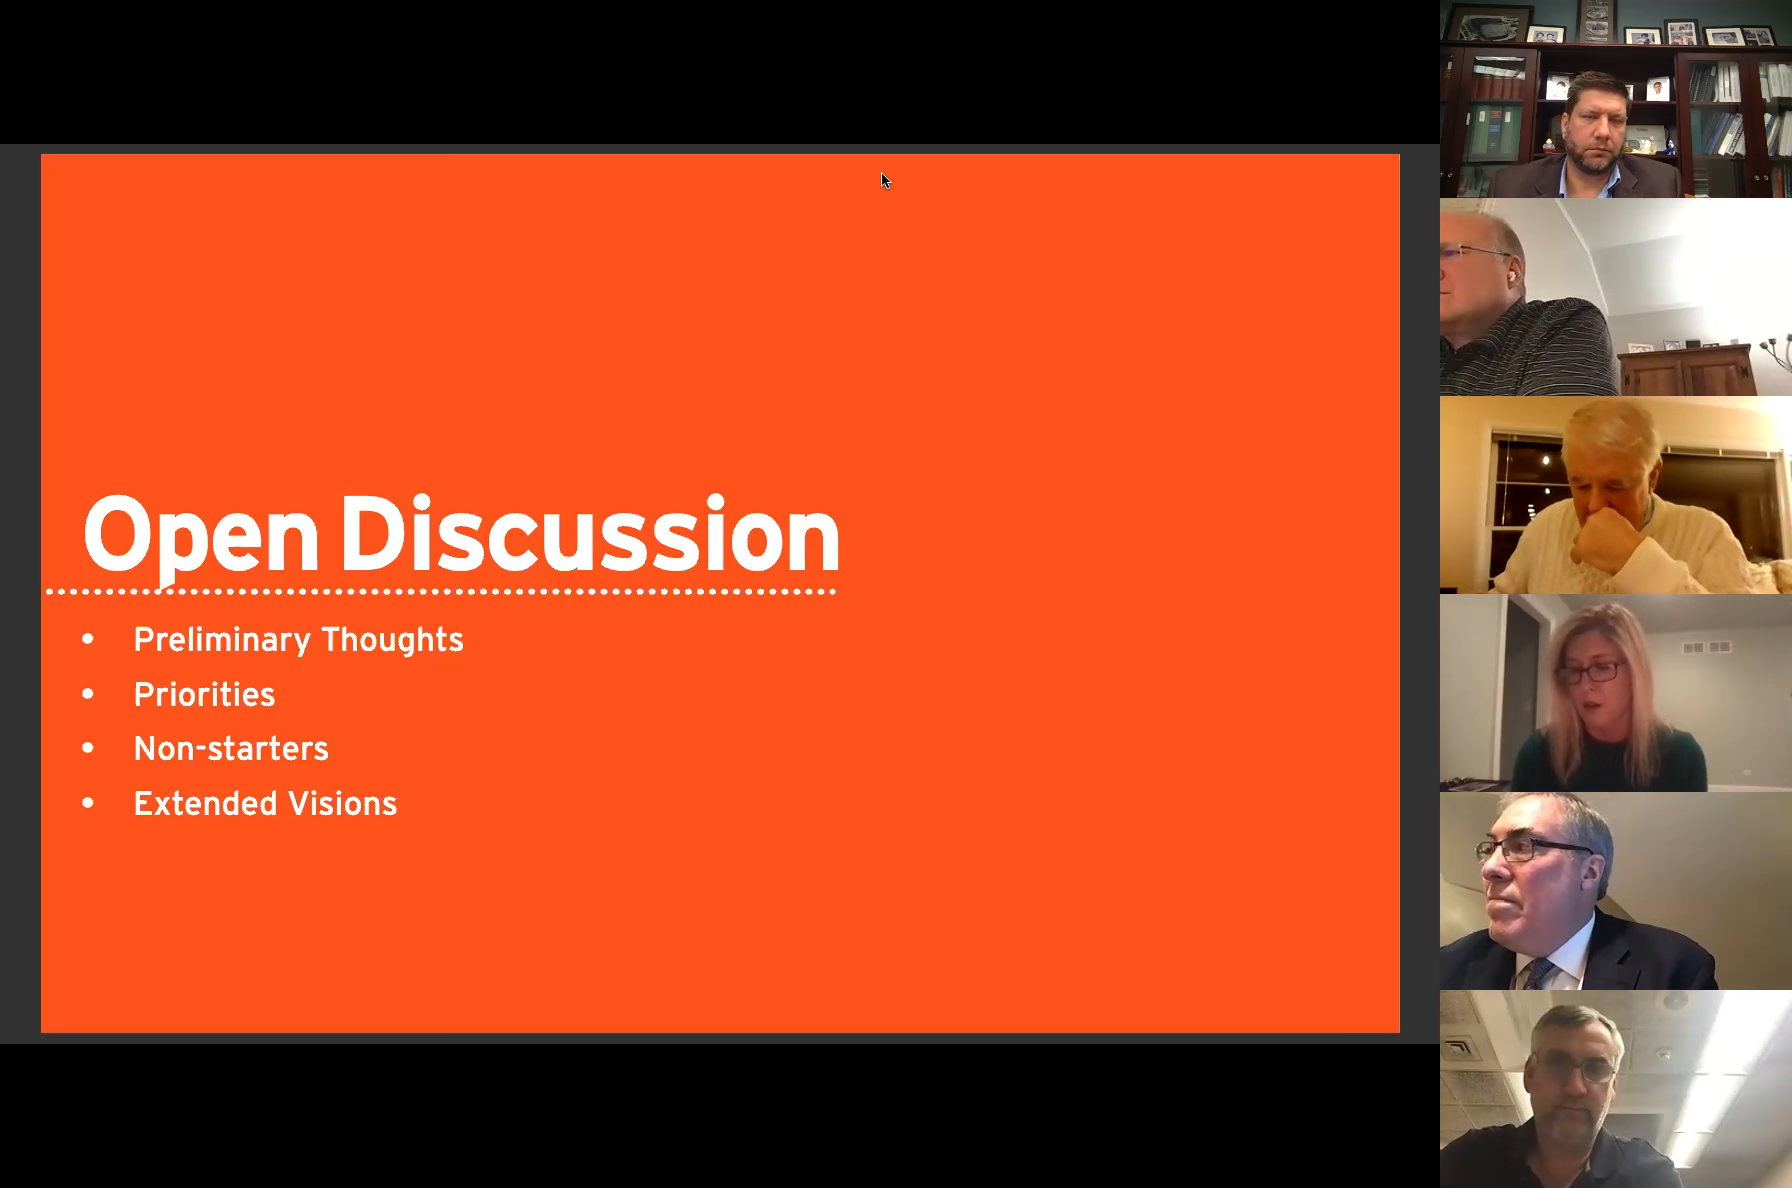 Open Discussion
• Preliminary Thoughts
• Priorities
• Non-starters
• Extended Visions